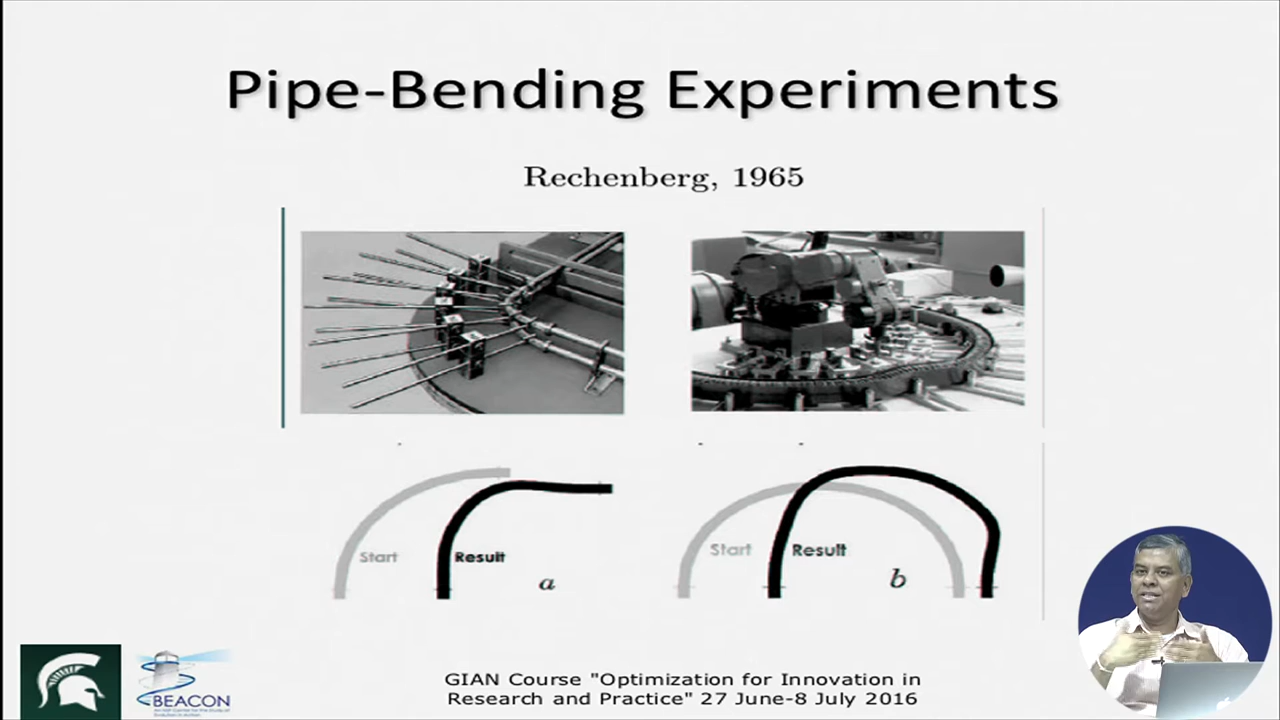 Pipe-Bending Experiments
Rechenberg, 1965
Start
Result
a
Start
Result
b
BEACON
GIAN Course "Optimization for Innovation in
Research and Practice" 27 June-8 July 2016